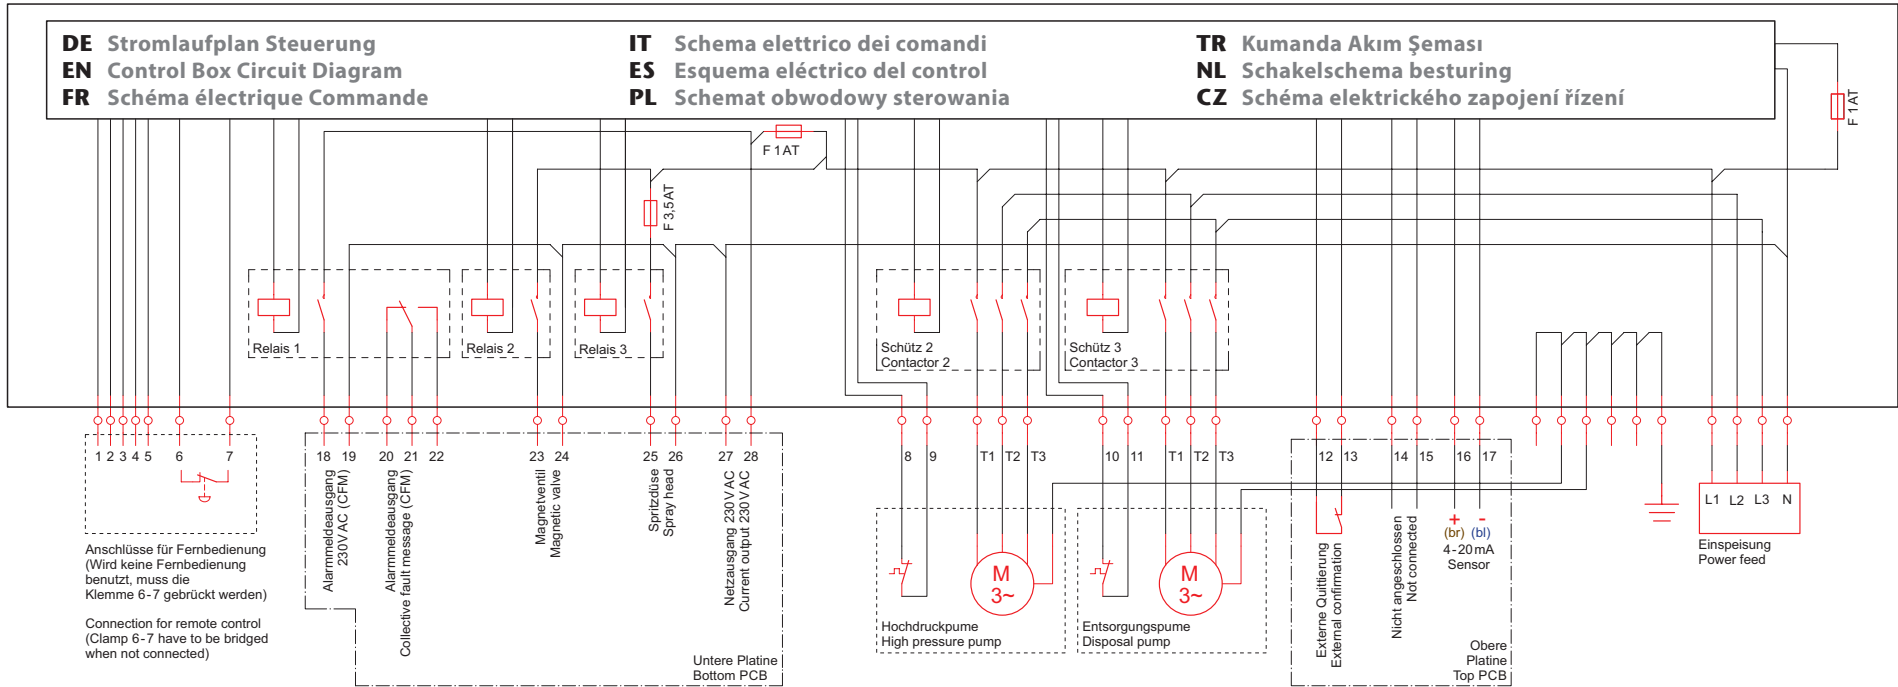 DE Stromlaufplan Steuerung
EN Control Box Circuit Diagram
FR Schéma électrique Commande
IT Schema elettrico dei comandi
ES Esquema eléctrico del control
PL Schemat obwodowy sterowania
TR Kumanda Akım Şeması
NL Schakelschema besturing
CZ Schéma elektrického zapojení řízení
F 1AT
F 1AT
F 3,5AT
Relais 1
Relais 2
Relais 3
Schütz 2
Contactor 2
Schütz 3
Contactor 3
1 2 3 4 5 6 7
18 19 20 21 22 23 24 25 26 27 28
8 9 T1 T2 T3
10 11 T1 T2 T3
12 13 14 15 16 17
L1 L2 L3 N
Einspeisung
Power feed
Anschlüsse für Fernbedienung
(Wird keine Fernbedienung
benutzt, muss die
Klemme 6-7 gebrückt werden)
Connection for remote control
(Clamp 6-7 have to be bridged
when not connected)
Alarmmeldeausgang
230V AC (CFM)
Alarmmeldeausgang
Collective fault message (CFM)
Magnetventil
Magnetic valve
Spritzdüse
Spray head
Netzausgang 230V AC
Current output 230V AC
Untere Platine
Bottom PCB
M
3~
Hochdruckpume
High pressure pump
M
3~
Entsorgungspume
Disposal pump
Externe Quittierung
External confirmation
Nicht angeschlossen
Not connected
+ -
(br) (bl)
4-20mA
Sensor
Obere
Platine
Top PCB